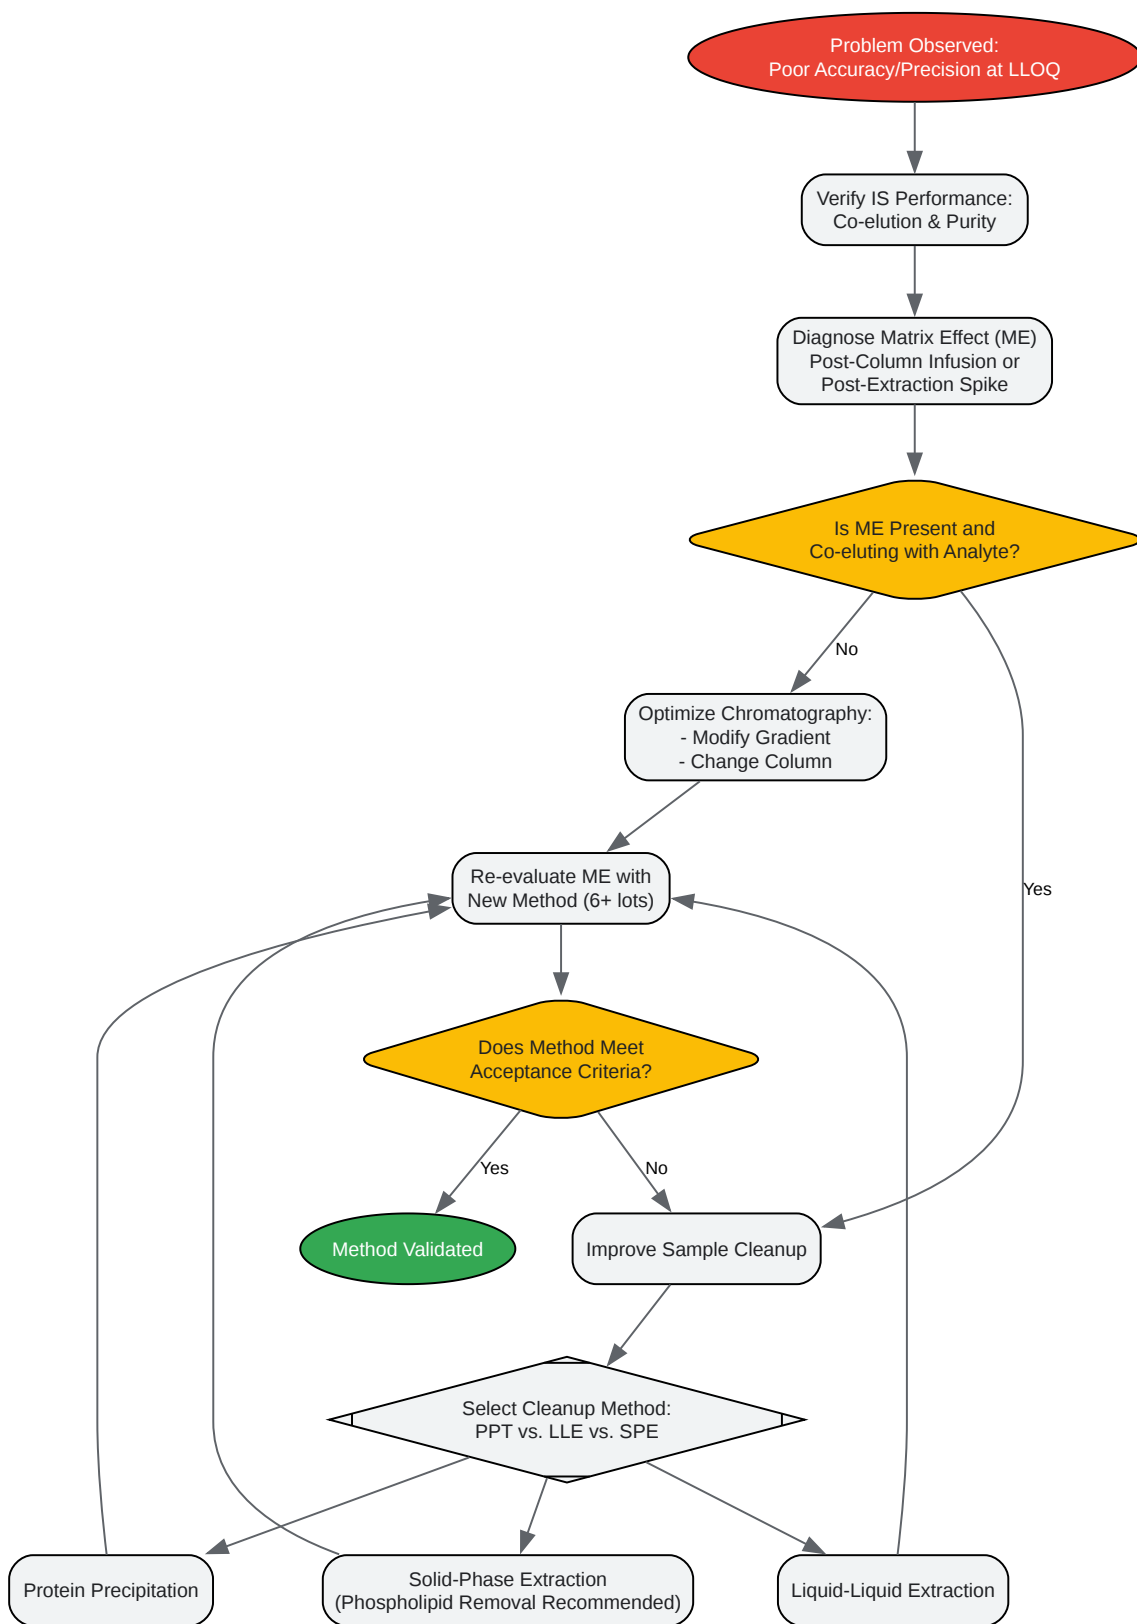 Problem Observed:
Poor Accuracy/Precision at LLOQ
Verify IS Performance:
Co-elution & Purity
Diagnose Matrix Effect (ME)
Post-Column Infusion or
Post-Extraction Spike
Is ME Present and
Co-eluting with Analyte?
No
Optimize Chromatography:
- Modify Gradient
- Change Column
Re-evaluate ME with
New Method (6+ lots)
Yes
Does Method Meet
Acceptance Criteria?
Yes
No
Method Validated
Improve Sample Cleanup
Select Cleanup Method:
PPT vs. LLE vs. SPE
Protein Precipitation
Solid-Phase Extraction
(Phospholipid Removal Recommended)
Liquid-Liquid Extraction